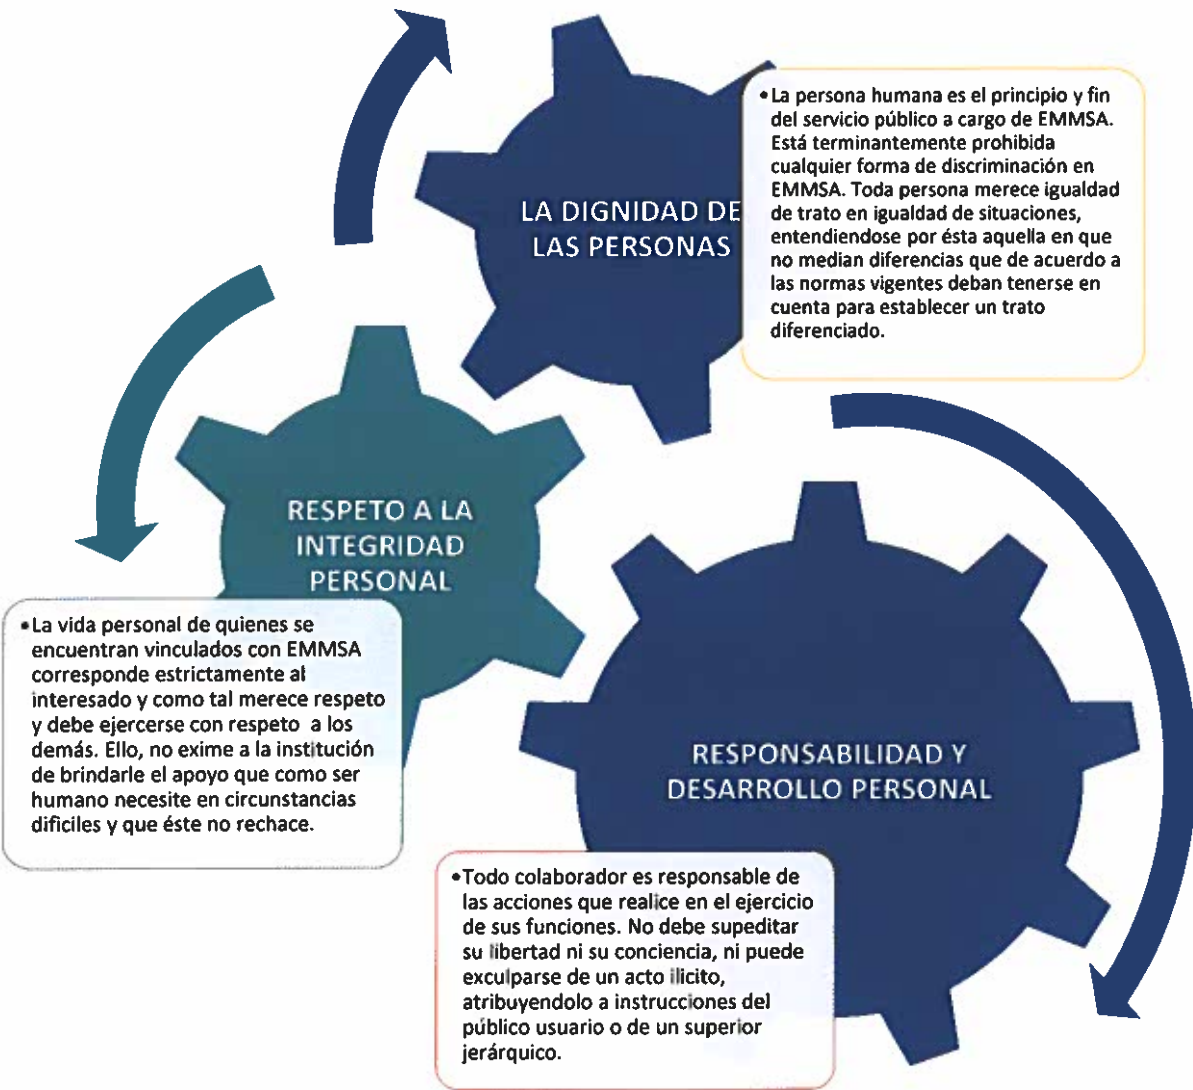 LA DIGNIDAD DE
LAS PERSONAS
•La persona humana es el principio y fin
del servicio público a cargo de EMMSA.
Está terminantemente prohibida
cualquier forma de discriminación en
EMMSA. Toda persona merece igualdad
de trato en igualdad de situaciones,
entendiendose por ésta aquella en que
no median diferencias que de acuerdo a
las normas vigentes deban tenerse en
cuenta para establecer un trato
diferenciado.
RESPETO A LA
INTEGRIDAD
PERSONAL
•La vida personal de quienes se
encuentran vinculados con EMMSA
corresponde estrictamente al
interesado y como tal merece respeto
y debe ejercerse con respeto a los
demás. Ello, no exime a la institución
de brindarle el apoyo que como ser
humano necesite en circunstancias
dificiles y que éste no rechace.
RESPONSABILIDAD Y
DESARROLLO PERSONAL
•Todo colaborador es responsable de
las acciones que realice en el ejercicio
de sus funciones. No debe supeditar
su libertad ni su conciencia, ni puede
exculparse de un acto ilicito,
atribuyendolo a instrucciones del
público usuario o de un superior
jerárquico.